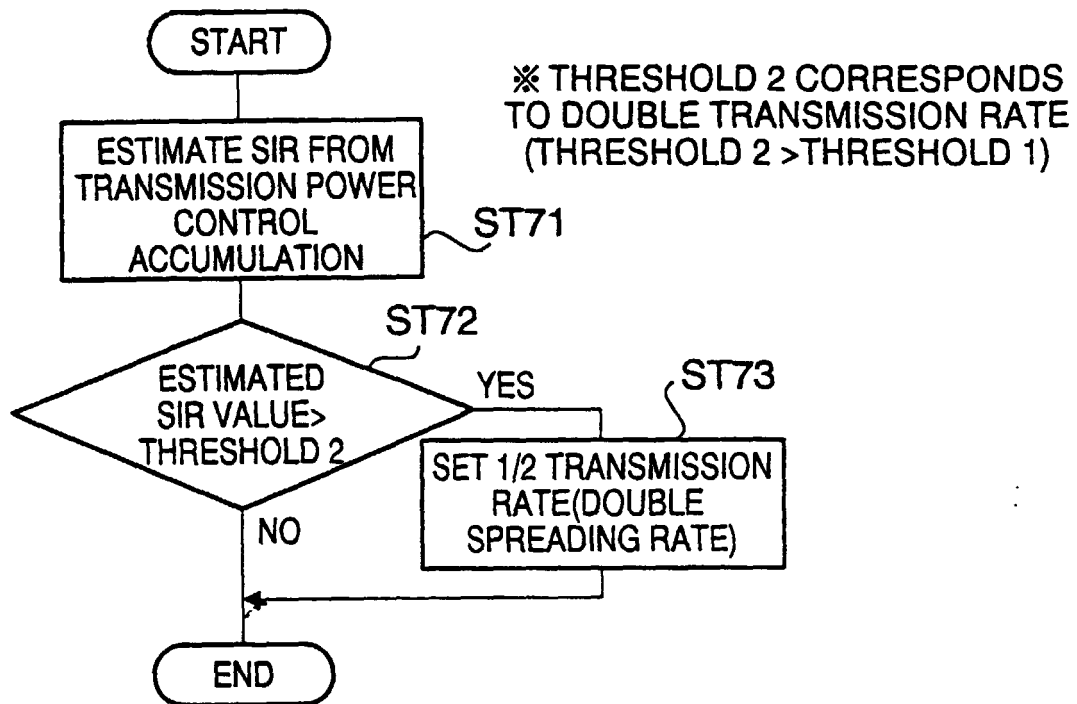 START
※ THRESHOLD 2 CORRESPONDS
TO DOUBLE TRANSMISSION RATE
(THRESHOLD 2 >THRESHOLD 1)
ESTIMATE SIR FROM
TRANSMISSION POWER
CONTROL
ACCUMULATION
ST71
ST72
ESTIMATED
SIR VALUE>
THRESHOLD 2
YES
ST73
SET 1/2 TRANSMISSION
RATE(DOUBLE
SPREADING RATE)
NO
END